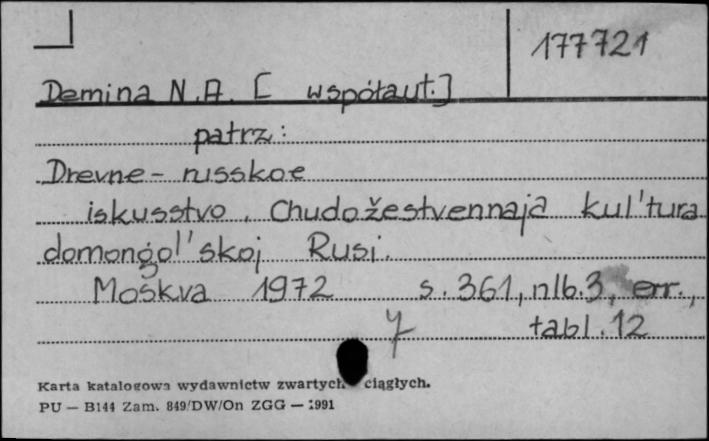 177721
Demina N.A. [ współaut.]
patrz:
Drevne - russkoe
iskusstvo. Chudožestvennaja kul'tura
domongol'skoj Rusi.
Moskva 1972 s. 361, nlb. 3, err.,
tabl. 12
Karta katalogowa wydawnictw zwartych ciągłych.
PU — B144 Zam. 849/DW/On ZGG — 1991